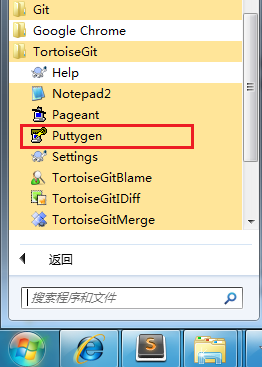 Git
Google Chrome
TortoiseGit
Help
Notepad2
Pageant
Puttygen
Settings
TortoiseGitBlame
TortoiseGitIDiff
TortoiseGitMerge
返回
搜索程序和文件